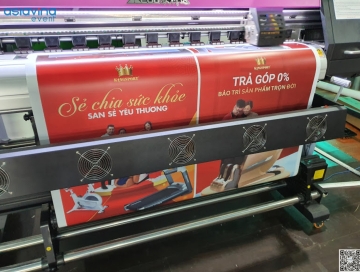 asiavina
event
Sẻ chia sức khỏe
SAN SẺ YÊU THƯƠNG
TRẢ GÓP 0%
BẢO TRÌ SẢN PHẨM TRỌN ĐỜI